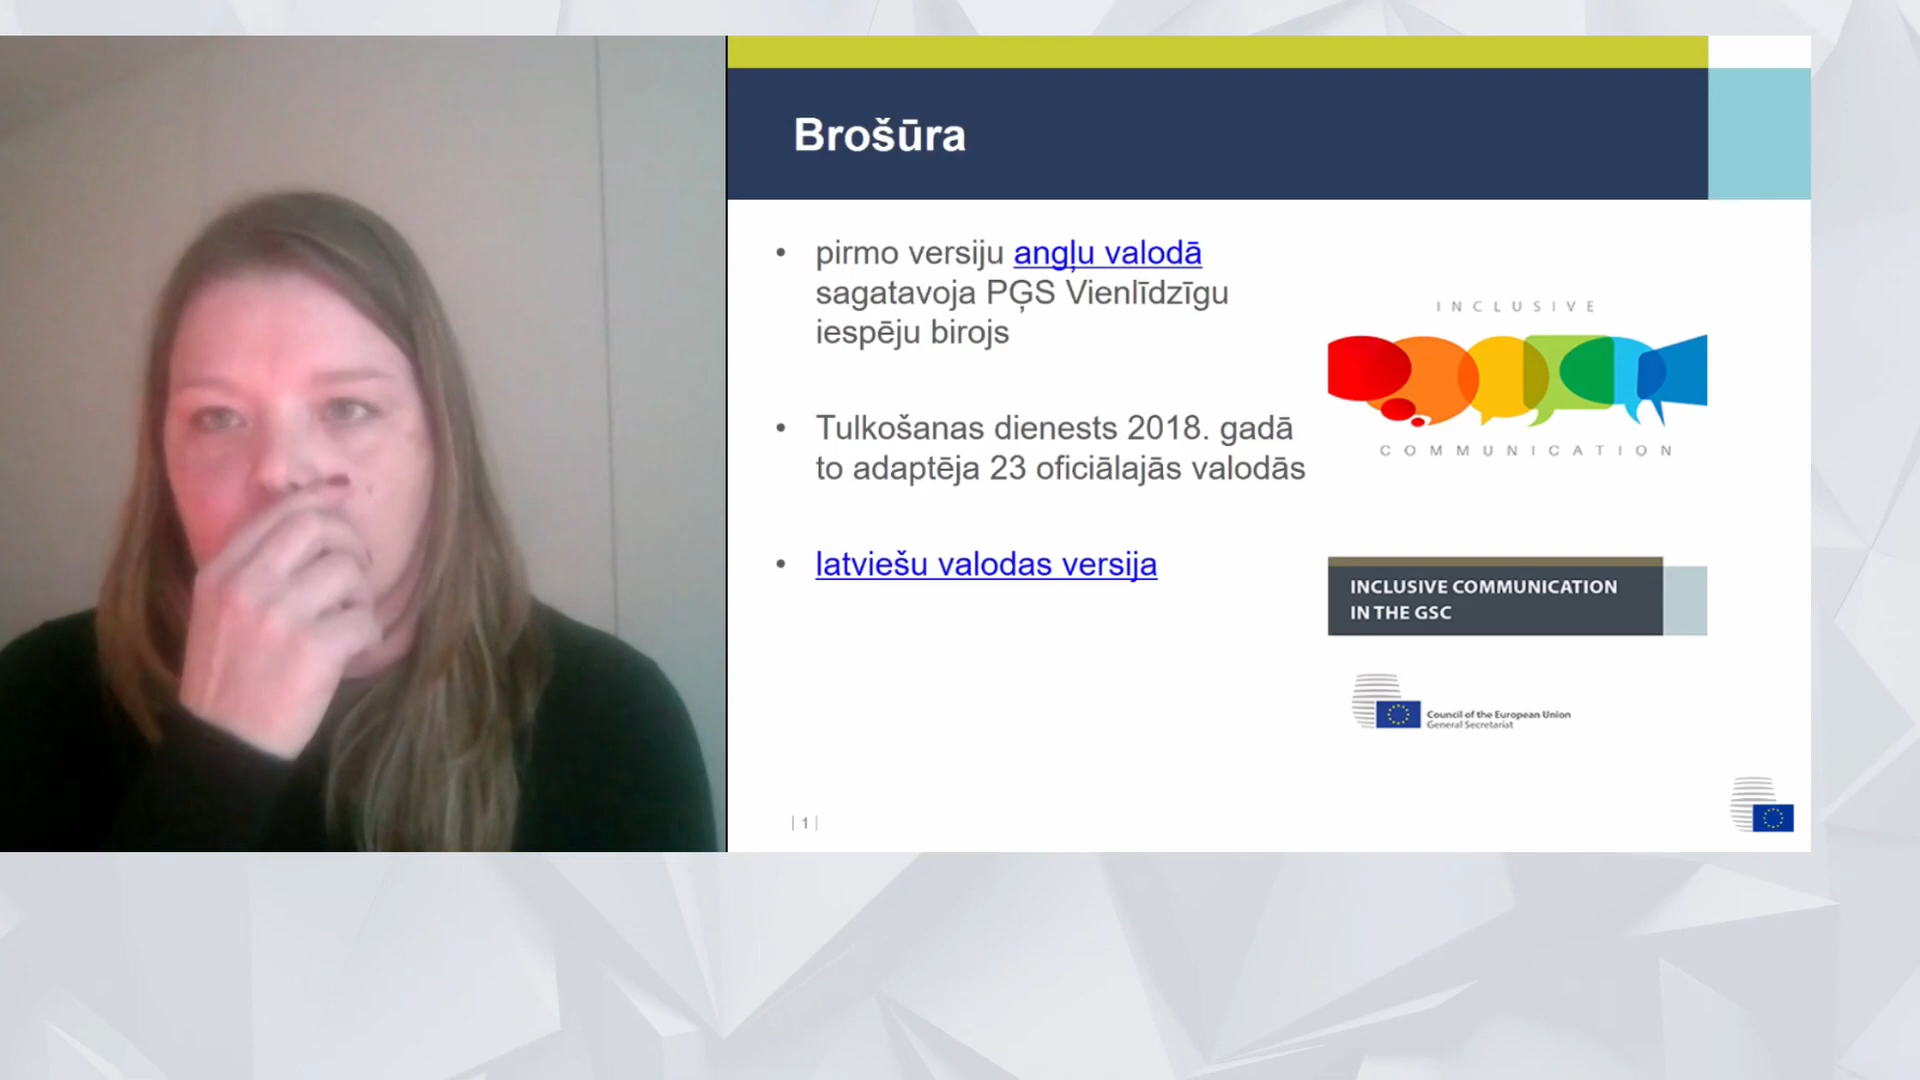 Brošūra
• pirmo versiju angļu valodā
sagatavoja PĢS Vienlīdzīgu
iespēju birojs
• Tulkošanas dienests 2018. gadā
to adaptēja 23 oficiālajās valodās
• latviešu valodas versija
INCLUSIVE
COMMUNICATION
INCLUSIVE COMMUNICATION
IN THE GSC
Council of the European Union
General Secretariat
| 1 |